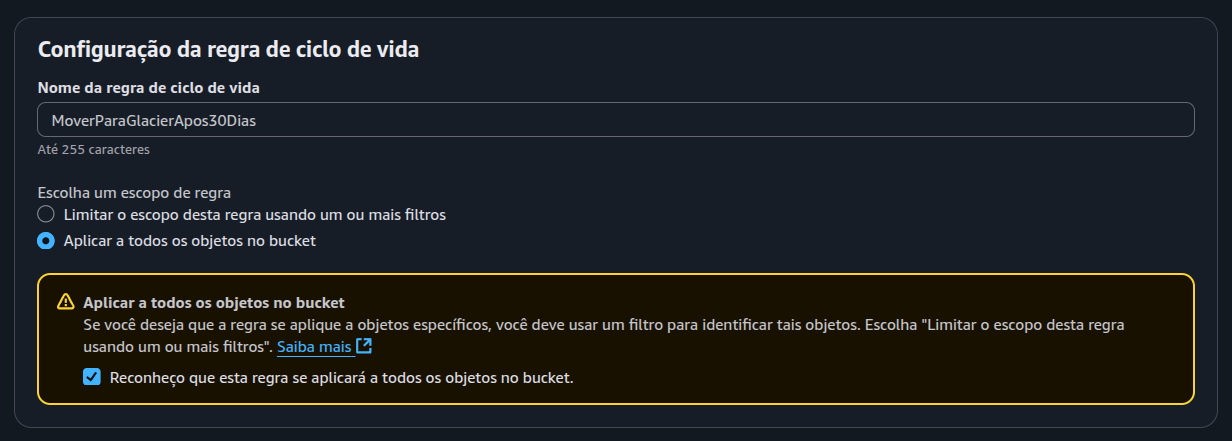 Configuração da regra de ciclo de vida
Nome da regra de ciclo de vida
MoverParaGlacierApos30Dias
Até 255 caracteres
Escolha um escopo de regra
Limitar o escopo desta regra usando um ou mais filtros
Aplicar a todos os objetos no bucket
Aplicar a todos os objetos no bucket
Se você deseja que a regra se aplique a objetos específicos, você deve usar um filtro para identificar tais objetos. Escolha "Limitar o escopo desta regra
usando um ou mais filtros". Saiba mais
Reconheço que esta regra se aplicará a todos os objetos no bucket.